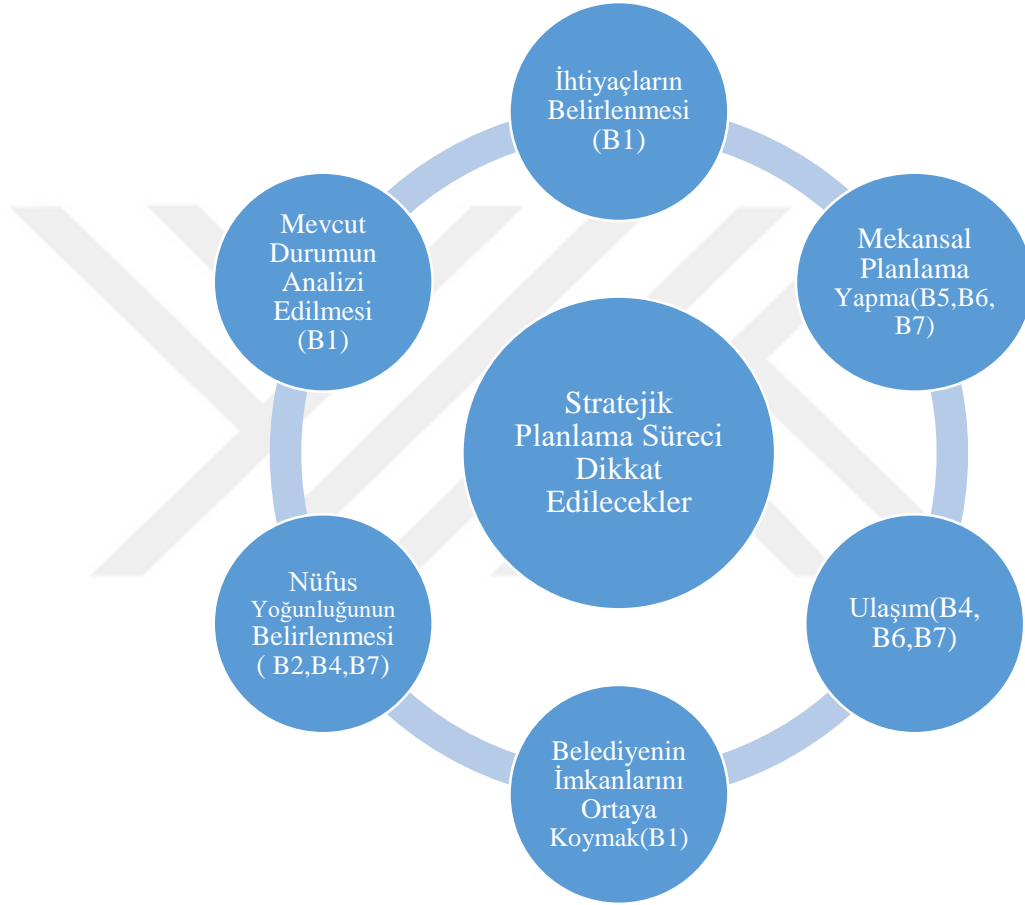 İhtiyaçların
Belirlenmesi
(B1)
Mekansal
Planlama
Yapma(B5,B6,
B7)
Ulaşım(B4,
B6,B7)
Belediyenin
İmkanlarını
Ortaya
Koymak(B1)
Nüfus
Yoğunluğunun
Belirlenmesi
( B2,B4,B7)
Mevcut
Durumun
Analizi
Edilmesi
(B1)
Stratejik
Planlama Süreci
Dikkat
Edilecekler